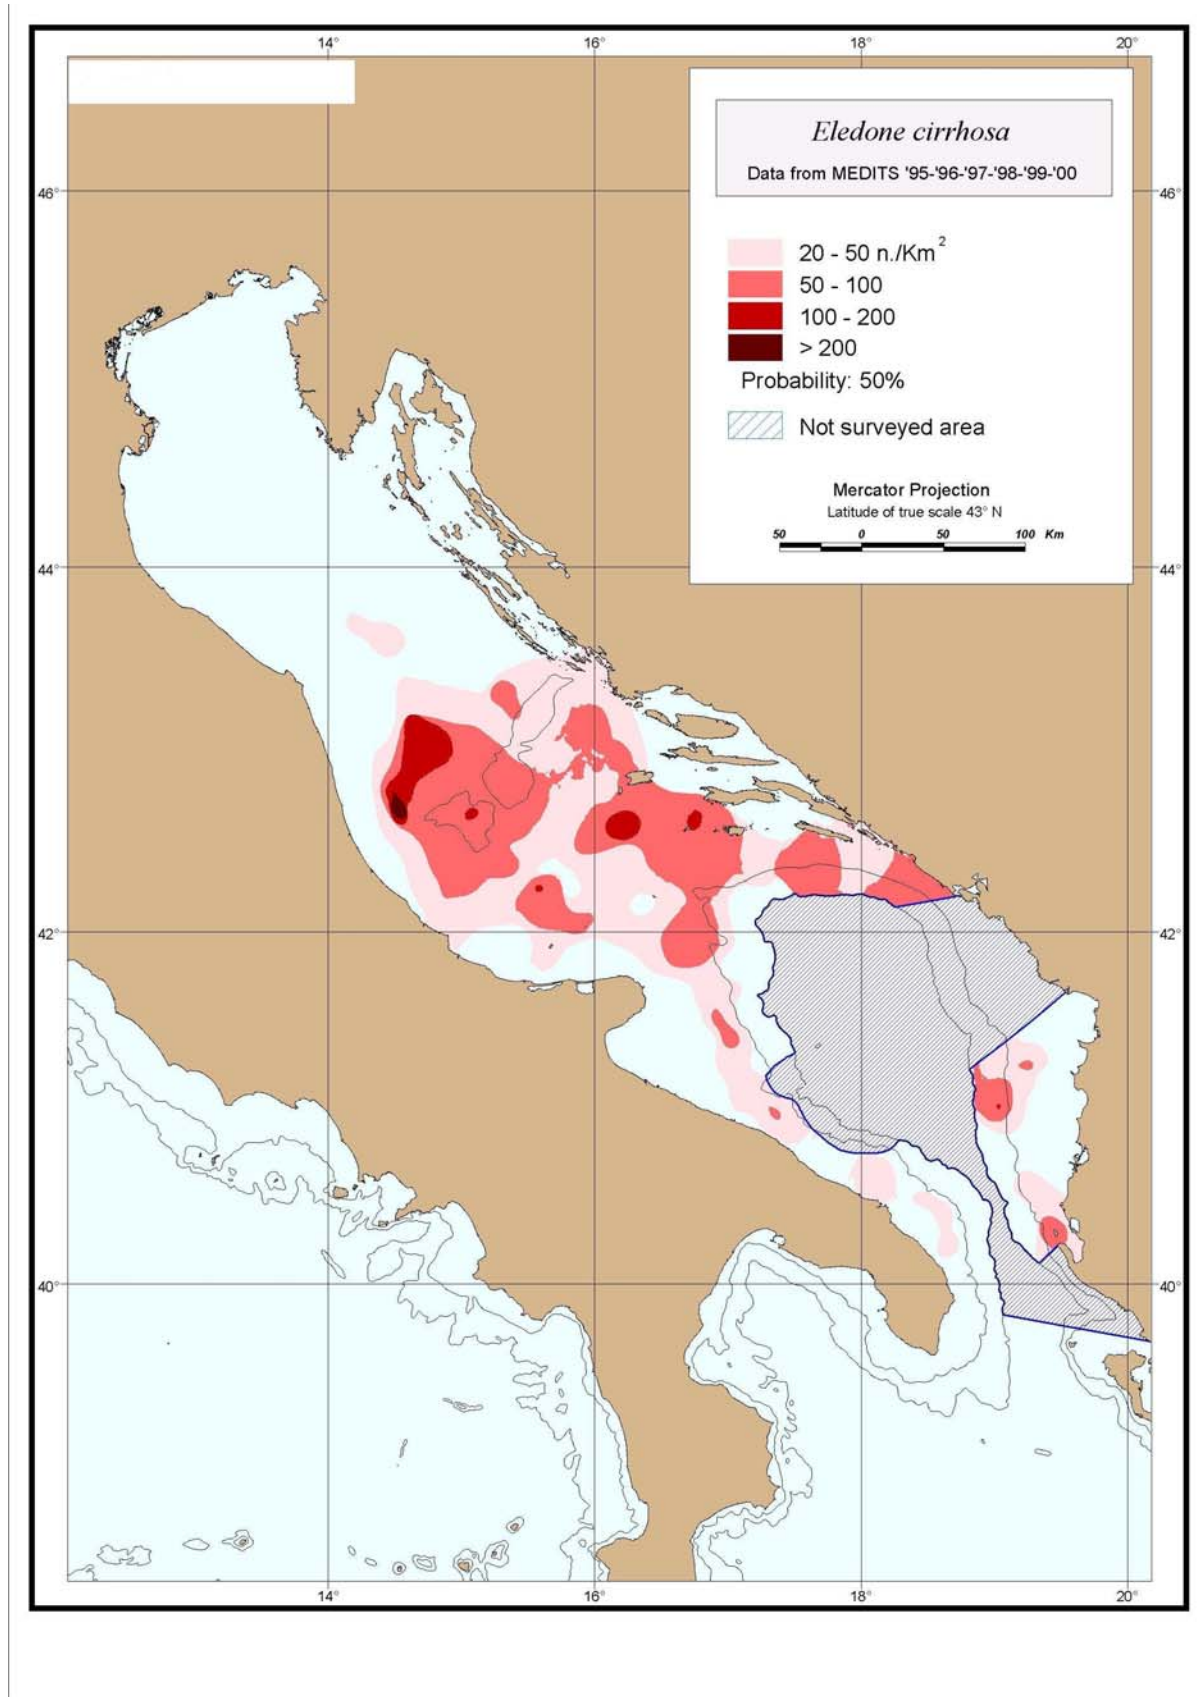 14° 16° 18° 20°
Eledone cirrhosa
Data from MEDITS '95-'96-'97-'98-'99-'00
46° 46°
20 - 50 n./Km²
50 - 100
100 - 200
> 200
Probability: 50%
Not surveyed area
Mercator Projection
Latitude of true scale 43° N
50 0 50 100 Km
44° 44°
42° 42°
40° 40°
14° 16° 18° 20°